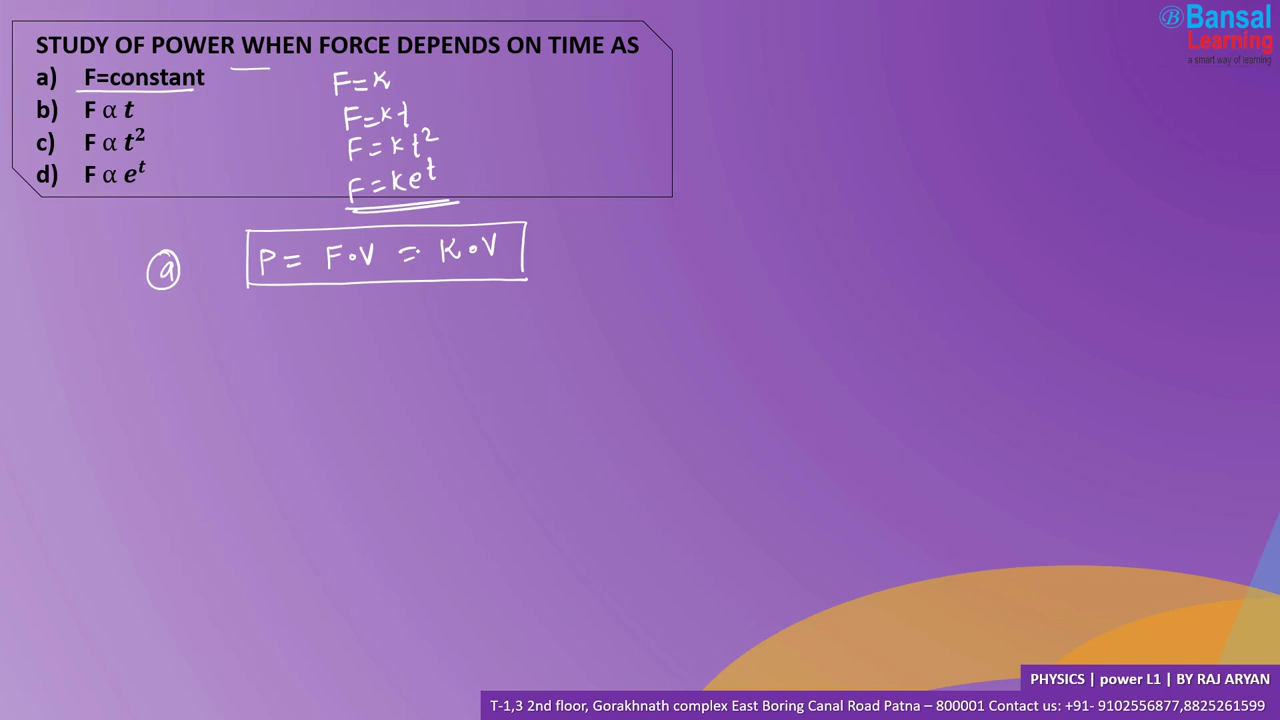 Bansal
Learning
a smart way of learning
STUDY OF POWER WHEN FORCE DEPENDS ON TIME AS
a) F=constant
b) F α t
c) F α t²
d) F α eᵗ
F=K
F=Kt
F=Kt²
F=Keᵗ
a
P= F·V = K·V
PHYSICS | power L1 | BY RAJ ARYAN
T-1,3 2nd floor, Gorakhnath complex East Boring Canal Road Patna – 800001 Contact us: +91- 9102556877,8825261599